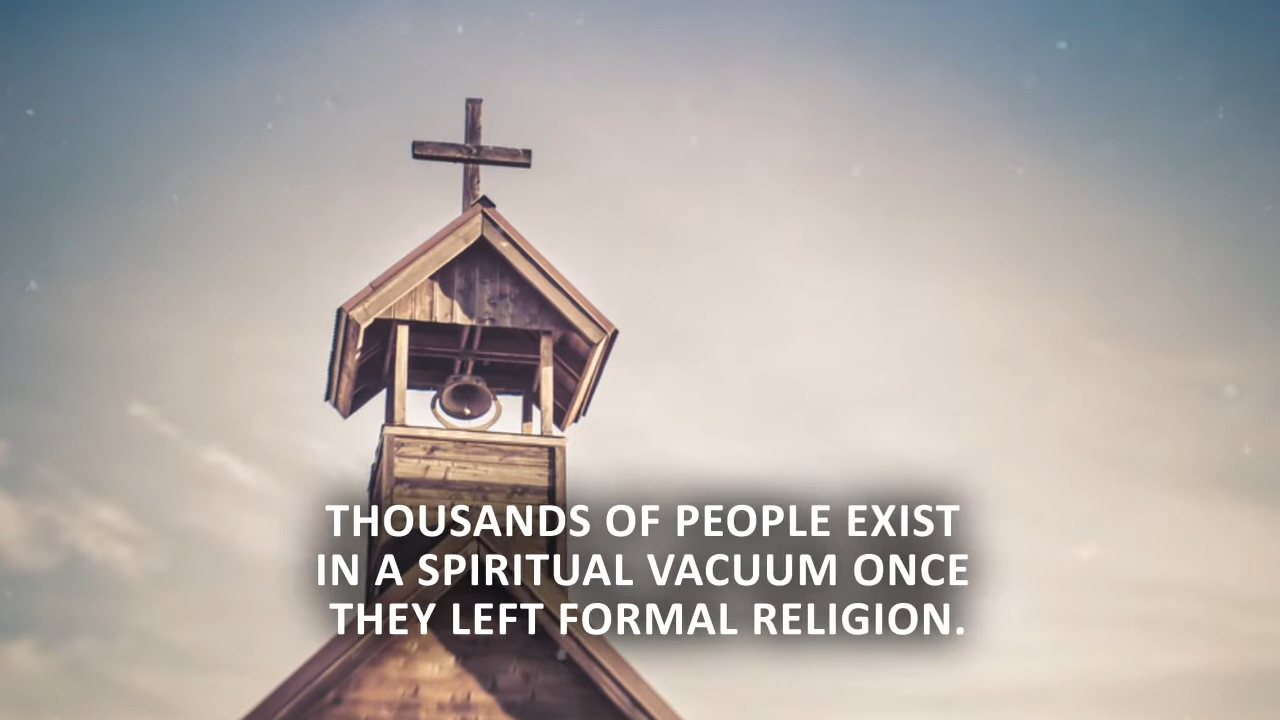 THOUSANDS OF PEOPLE EXIST
IN A SPIRITUAL VACUUM ONCE
THEY LEFT FORMAL RELIGION.